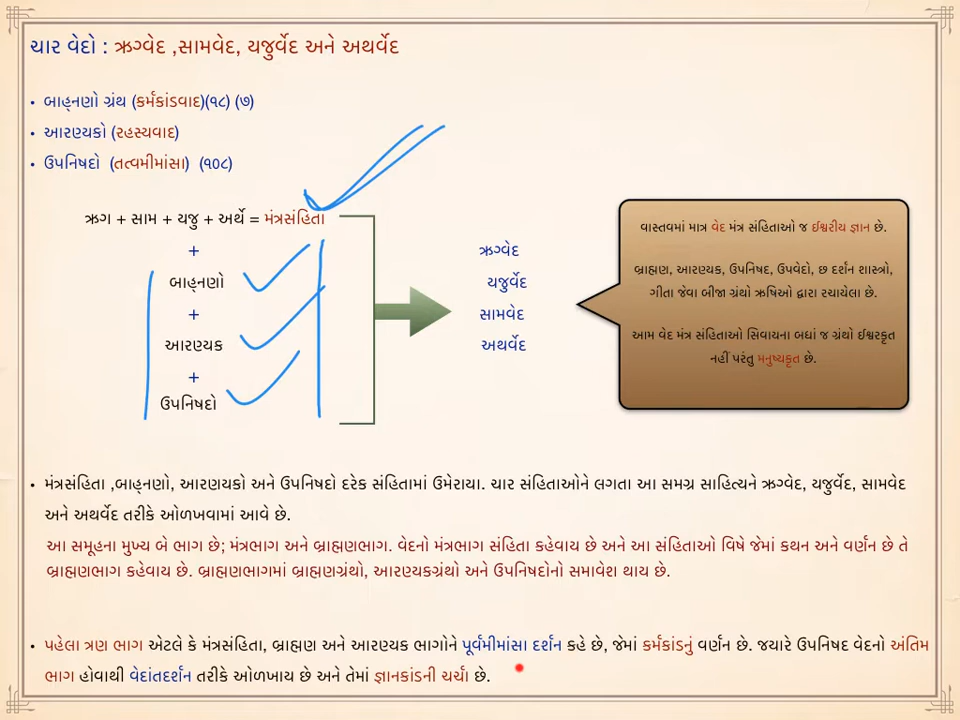 ચાર વેદો : ઋગ્વેદ ,સામવેદ, યજુર્વેદ અને અથર્વેદ
• બાહ્નણો ગ્રંથ (કર્મકાંડવાદ)(૧૮) (૭)
• આરણ્યકો (રહસ્યવાદ)
• ઉપનિષદો (તત્વમીમાંસા) (૧૦૮)
ઋગ + સામ + યજુ + અર્થે = મંત્રસંહિતા
+
બાહ્નણો
+
આરણ્યક
+
ઉપનિષદો
ઋગ્વેદ
યજુર્વેદ
સામવેદ
અથર્વેદ
વાસ્તવમાં માત્ર વેદ મંત્ર સંહિતાઓ જ ઈશ્વરીય જ્ઞાન છે.
બ્રાહ્મણ, આરણ્યક, ઉપનિષદ, ઉપવેદો, છ દર્શન શાસ્ત્રો,
ગીતા જેવા બીજા ગ્રંથો ઋષિઓ દ્વારા રચાયેલા છે.
આમ વેદ મંત્ર સંહિતાઓ સિવાયના બધાં જ ગ્રંથો ઈશ્વરકૃત
નહીં પરંતુ મનુષ્યકૃત છે.
• મંત્રસંહિતા ,બાહ્નણો, આરણયકો અને ઉપનિષદો દરેક સંહિતામાં ઉમેરાયા. ચાર સંહિતાઓને લગતા આ સમગ્ર સાહિત્યને ઋગ્વેદ, યજુર્વેદ, સામવેદ
અને અથર્વેદ તરીકે ઓળખવામાં આવે છે.
આ સમૂહના મુખ્ય બે ભાગ છે; મંત્રભાગ અને બ્રાહ્મણભાગ. વેદનો મંત્રભાગ સંહિતા કહેવાય છે અને આ સંહિતાઓ વિષે જેમાં કથન અને વર્ણન છે તે
બ્રાહ્મણભાગ કહેવાય છે. બ્રાહ્મણભાગમાં બ્રાહ્મણગ્રંથો, આરણ્યકગ્રંથો અને ઉપનિષદોનો સમાવેશ થાય છે.
• પહેલા ત્રણ ભાગ એટલે કે મંત્રસંહિતા, બ્રાહ્મણ અને આરણ્યક ભાગોને પૂર્વમીમાંસા દર્શન કહે છે, જેમાં કર્મકાંડનું વર્ણન છે. જયારે ઉપનિષદ વેદનો અંતિમ
ભાગ હોવાથી વેદાંતદર્શન તરીકે ઓળખાય છે અને તેમાં જ્ઞાનકાંડની ચર્ચા છે.